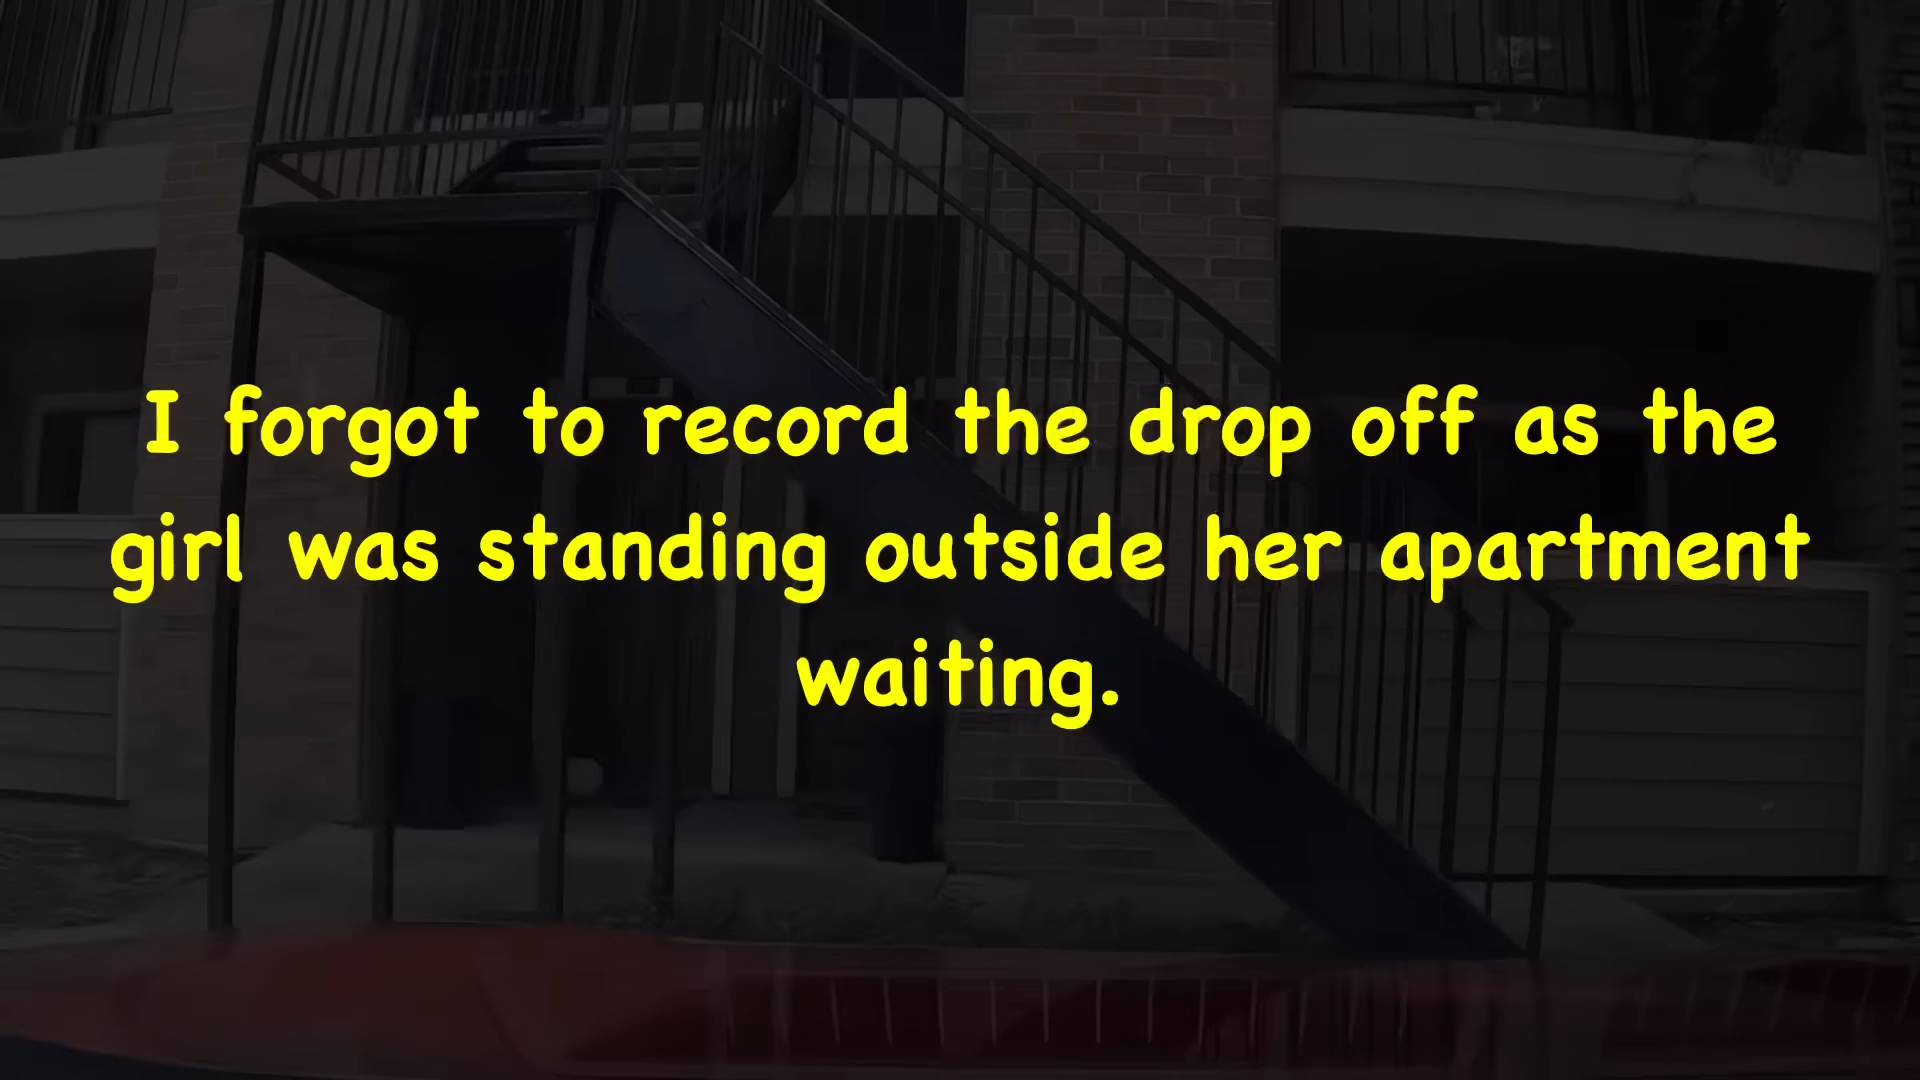 I forgot to record the drop off as the
girl was standing outside her apartment
waiting.